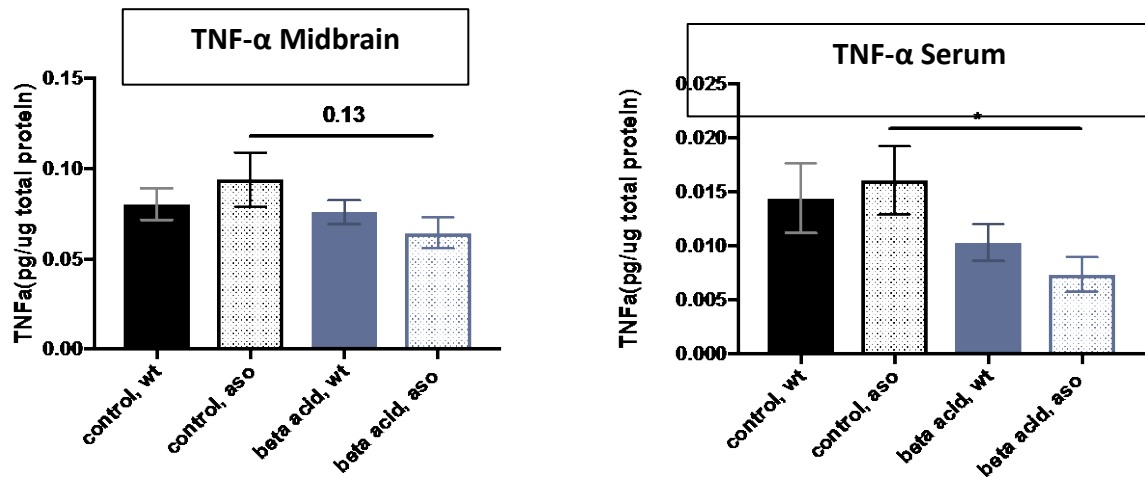 TNF-α Midbrain
TNFa(pg/ug total protein)
0.15
0.10
0.05
0.00
0.13
control, wt
control, aso
beta acid, wt
beta acid, aso
TNF-α Serum
TNFa(pg/ug total protein)
0.025
0.020
0.015
0.010
0.005
0.000
*
control, wt
control, aso
beta acid, wt
beta acid, aso